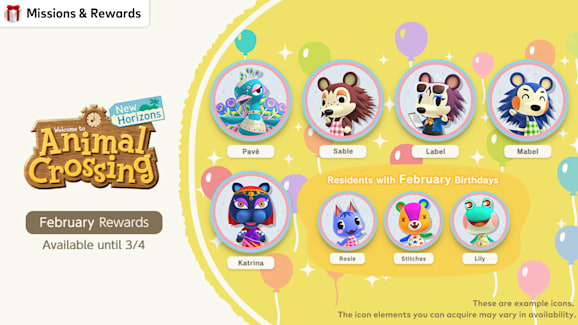 Missions & Rewards
New
Horizons
Welcome to
Animal
Crossing
February Rewards
Available until 3/4
Pavé
Sable
Label
Mabel
Katrina
Residents with February Birthdays
Rosie
Stitches
Lily
These are example icons.
The icon elements you can acquire may vary in availability.